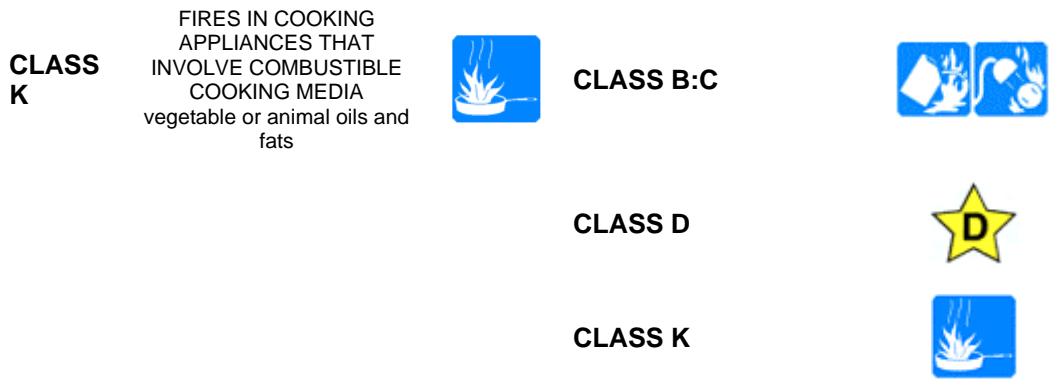 CLASS
K
FIRES IN COOKING
APPLIANCES THAT
INVOLVE COMBUSTIBLE
COOKING MEDIA
vegetable or animal oils and
fats
CLASS B:C
CLASS D
D
CLASS K